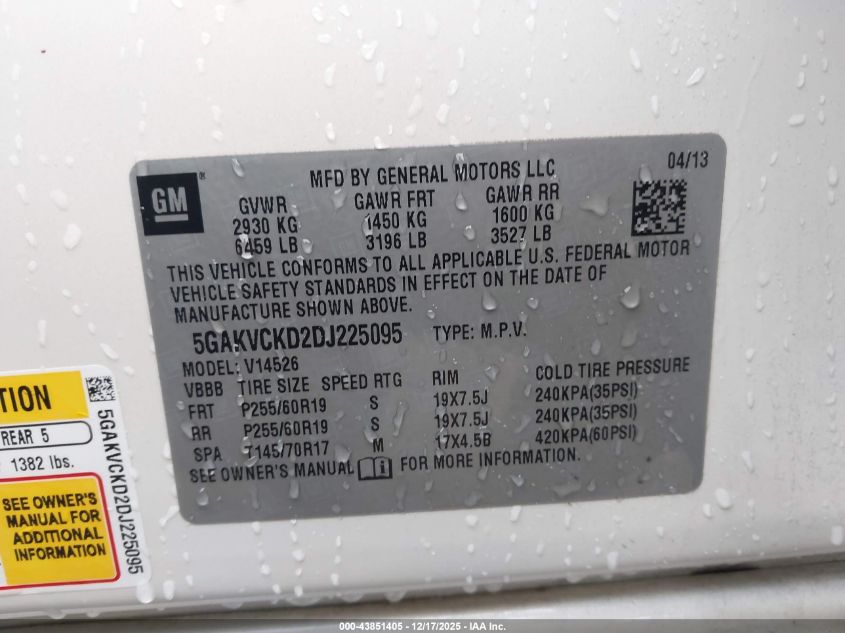 MFD BY GENERAL MOTORS LLC
04/13
GM®
GVWR GAWR FRT GAWR RR
2930 KG 1450 KG 1600 KG
6459 LB 3196 LB 3527 LB
THIS VEHICLE CONFORMS TO ALL APPLICABLE U.S. FEDERAL MOTOR
VEHICLE SAFETY STANDARDS IN EFFECT ON THE DATE OF
MANUFACTURE SHOWN ABOVE.
5GAKVCKD2DJ225095 TYPE: M.P.V.
MODEL: V14526
VBBB TIRE SIZE SPEED RTG RIM COLD TIRE PRESSURE
FRT P255/60R19 S 19X7.5J 240KPA(35PSI)
RR P255/60R19 S 19X7.5J 240KPA(35PSI)
SPA T145/70R17 M 17X4.5B 420KPA(60PSI)
SEE OWNER'S MANUAL FOR MORE INFORMATION.
REAR 5
1382 lbs.
SEE OWNER'S
MANUAL FOR
ADDITIONAL
INFORMATION
5GAKVCKD2DJ225095
000-43851405 - 12/17/2025 - IAA Inc.